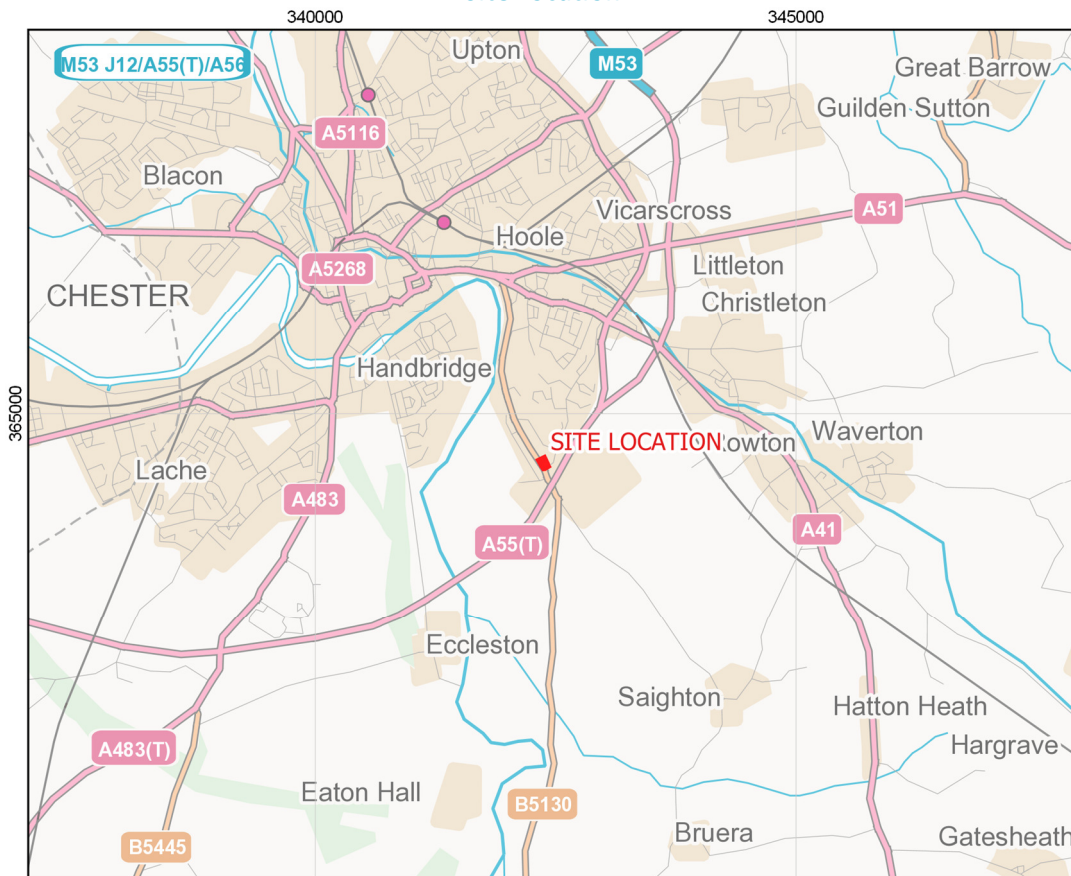 340000
345000
Upton
M53 J12/A55(T)/A56
M53
Great Barrow
Guilden Sutton
A5116
Blacon
Vicarscross
A51
Hoole
A5268
Littleton
CHESTER
Christleton
Handbridge
365000
SITE LOCATION
Rowton
Waverton
Lache
A483
A41
A55(T)
Eccleston
Saighton
Hatton Heath
A483(T)
Hargrave
Eaton Hall
B5130
B5445
Bruera
Gatesheath